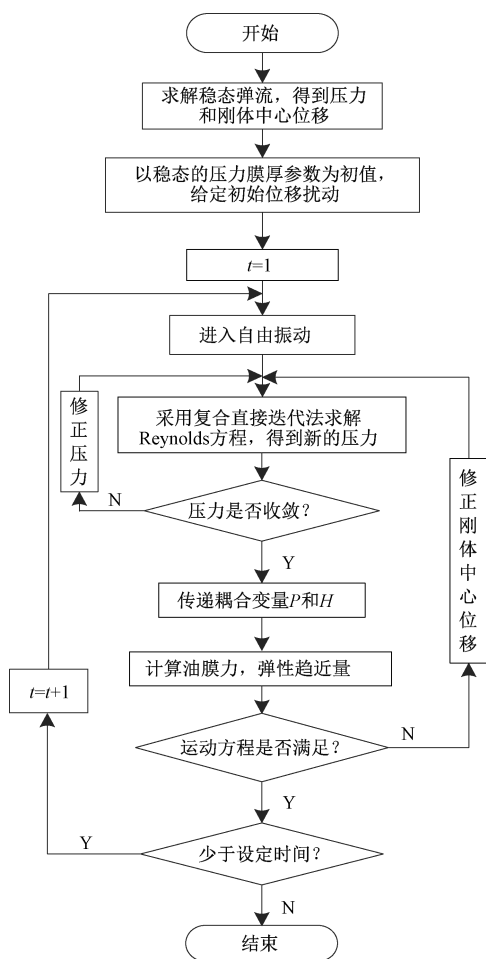 开始
求解稳态弹流，得到压力
和刚体中心位移
以稳态的压力膜厚参数为初值，
给定初始位移扰动
t=1
进入自由振动
修正压力
采用复合直接迭代法求解
Reynolds方程，得到新的压力
N
压力是否收敛？
Y
修正刚体中心位移
传递耦合变量P和H
计算油膜力，弹性趋近量
t=t+1
运动方程是否满足？
N
Y
Y
少于设定时间？
N
结束